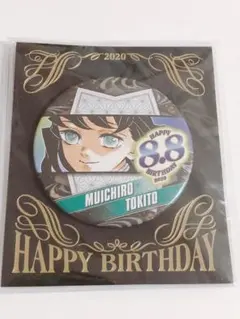 2020
HAPPY
8.8
BIRTHDAY
MUICHIRO
TOKITO
HAPPY BIRTHDAY